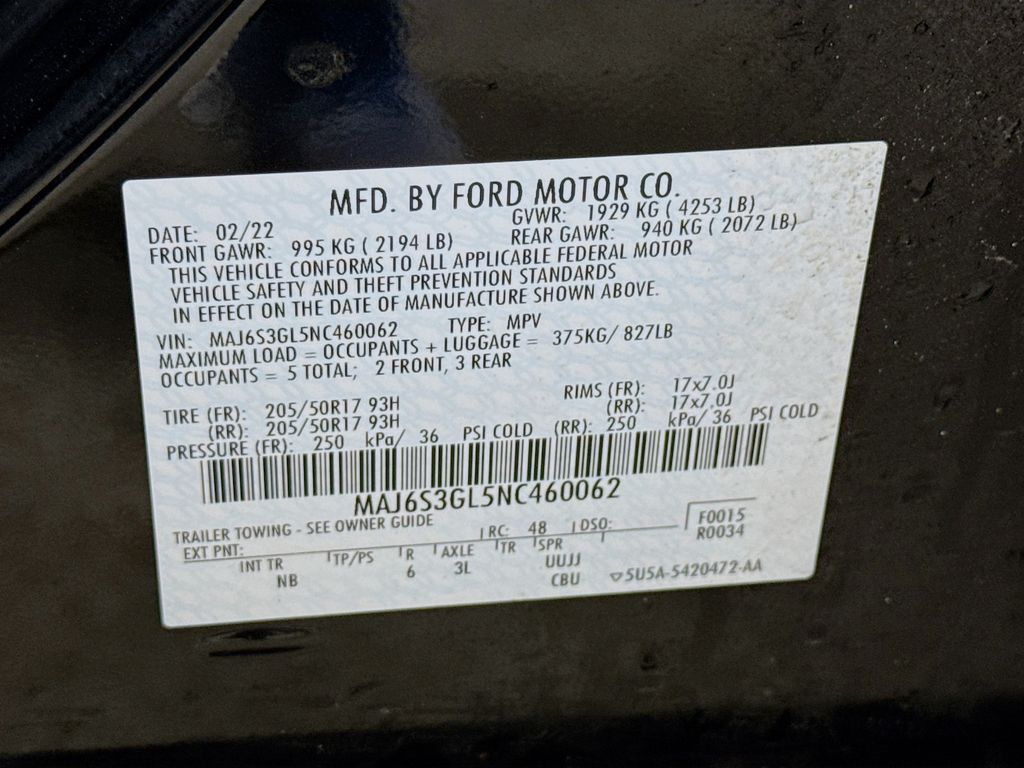 MFD. BY FORD MOTOR CO.
DATE: 02/22 GVWR: 1929 KG ( 4253 LB)
FRONT GAWR: 995 KG ( 2194 LB) REAR GAWR: 940 KG ( 2072 LB)
THIS VEHICLE CONFORMS TO ALL APPLICABLE FEDERAL MOTOR
VEHICLE SAFETY AND THEFT PREVENTION STANDARDS
IN EFFECT ON THE DATE OF MANUFACTURE SHOWN ABOVE.
VIN: MAJ6S3GL5NC460062 TYPE: MPV
MAXIMUM LOAD = OCCUPANTS + LUGGAGE = 375KG/ 827LB
OCCUPANTS = 5 TOTAL; 2 FRONT, 3 REAR
TIRE (FR): 205/50R17 93H RIMS (FR): 17x7.0J
(RR): 205/50R17 93H (RR): 17x7.0J
PRESSURE (FR): 250 kPa/ 36 PSI COLD (RR): 250 kPa/ 36 PSI COLD
MAJ6S3GL5NC460062
TRAILER TOWING - SEE OWNER GUIDE
EXT PNT: RC: 48 DSO: F0015
R0034
INT TR TP/PS R AXLE TR SPR
NB 6 3L UUJJ
CBU ▽5U5A-5420472-AA